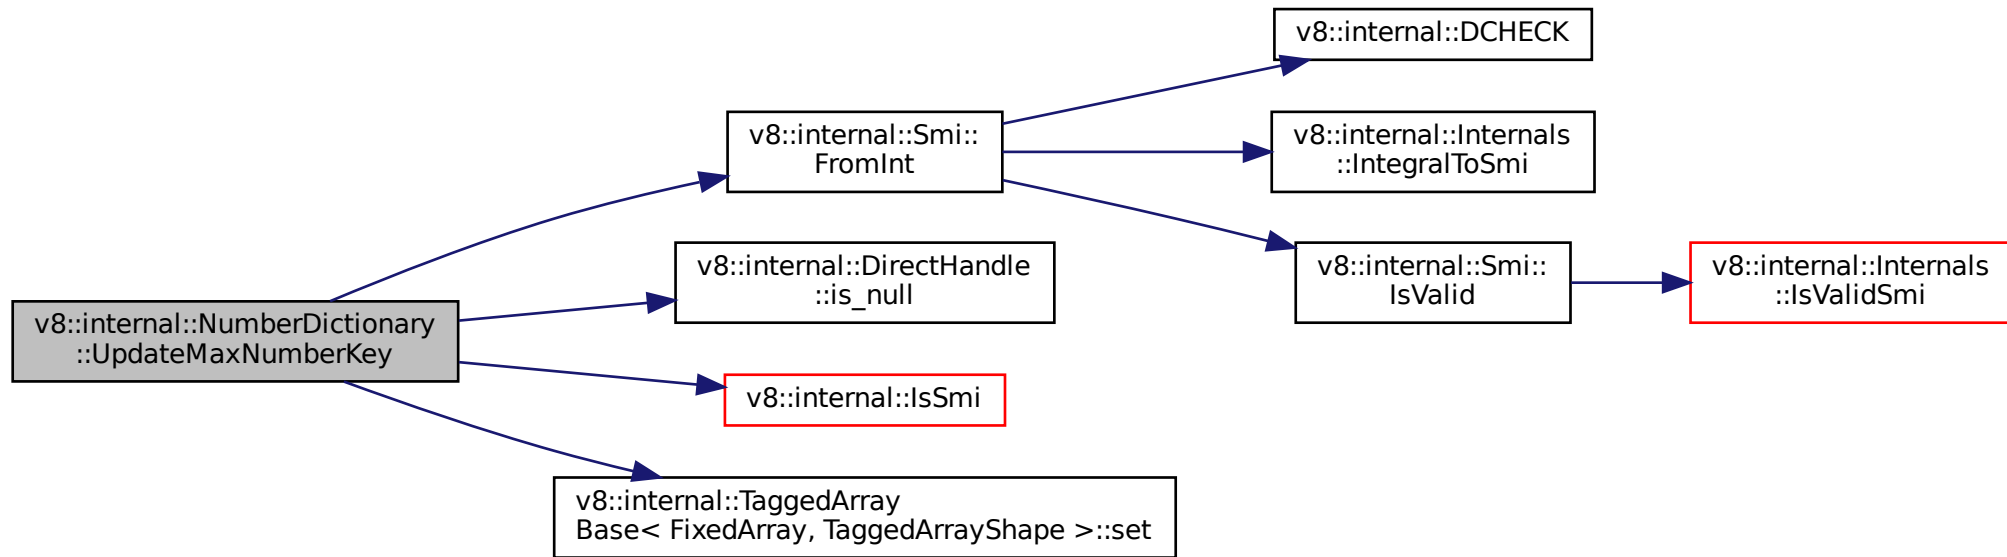 v8::internal::NumberDictionary
::UpdateMaxNumberKey
v8::internal::Smi::
FromInt
v8::internal::DCHECK
v8::internal::Internals
::IntegralToSmi
v8::internal::Smi::
IsValid
v8::internal::Internals
::IsValidSmi
v8::internal::DirectHandle
::is_null
v8::internal::IsSmi
v8::internal::TaggedArray
Base< FixedArray, TaggedArrayShape >::set